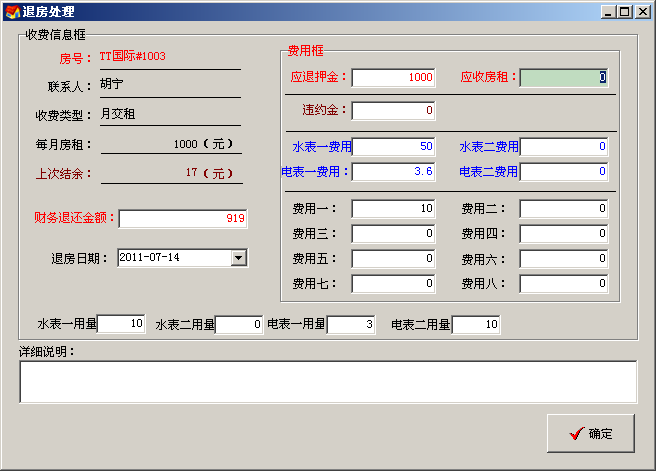 退房处理
收费信息框
房号： TT国际#1003
联系人： 胡宁
收费类型： 月交租
每月房租： 1000（元）
上次结余： 17（元）
财务退还金额： 919
退房日期： 2011-07-14
费用框
应退押金： 1000 应收房租： 0
违约金： 0
水表一费用 50 水表二费用 0
电表一费用： 3.6 电表二费用 0
费用一： 10 费用二： 0
费用三： 0 费用四： 0
费用五： 0 费用六： 0
费用七： 0 费用八： 0
水表一用量 10 水表二用量 0 电表一用量 3 电表二用量 10
详细说明：
确定